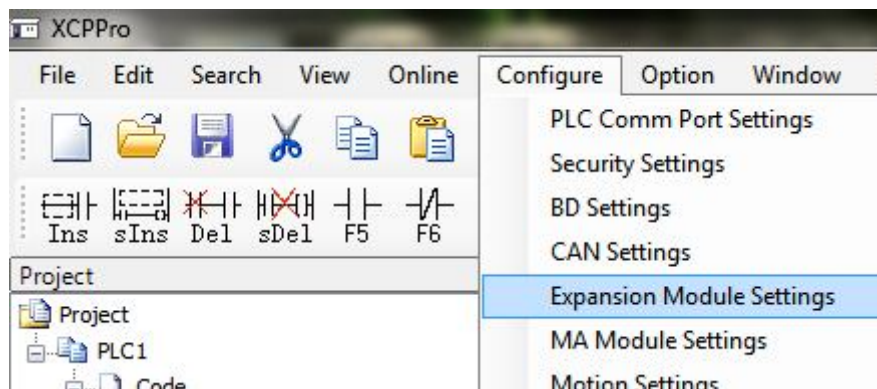 XCPPro
File Edit Search View Online Configure Option Window
PLC Comm Port Settings
Security Settings
BD Settings
Ins sIns Del sDel F5 F6
CAN Settings
Project
Expansion Module Settings
Project
PLC1
MA Module Settings
Code
Motion Settings